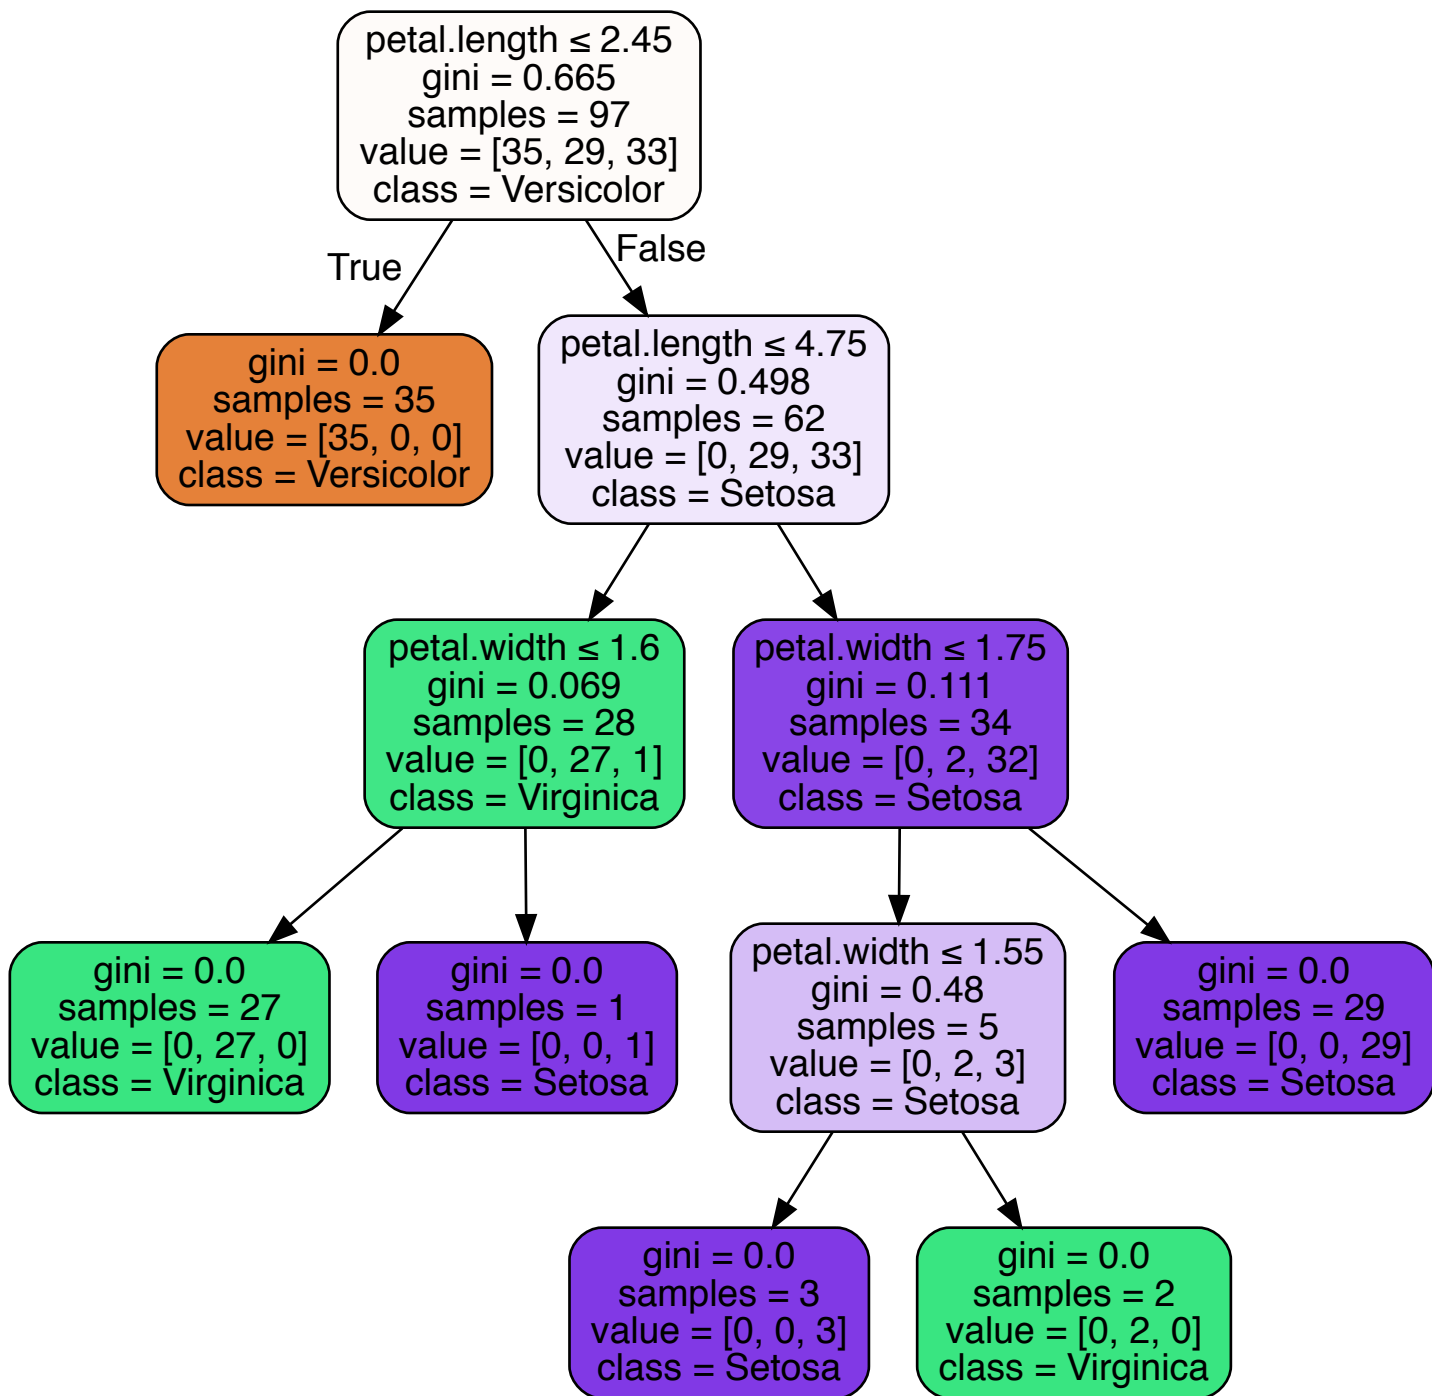 petal.length ≤ 2.45
gini = 0.665
samples = 97
value = [35, 29, 33]
class = Versicolor
True
False
gini = 0.0
samples = 35
value = [35, 0, 0]
class = Versicolor
petal.length ≤ 4.75
gini = 0.498
samples = 62
value = [0, 29, 33]
class = Setosa
petal.width ≤ 1.6
gini = 0.069
samples = 28
value = [0, 27, 1]
class = Virginica
petal.width ≤ 1.75
gini = 0.111
samples = 34
value = [0, 2, 32]
class = Setosa
gini = 0.0
samples = 27
value = [0, 27, 0]
class = Virginica
gini = 0.0
samples = 1
value = [0, 0, 1]
class = Setosa
petal.width ≤ 1.55
gini = 0.48
samples = 5
value = [0, 2, 3]
class = Setosa
gini = 0.0
samples = 29
value = [0, 0, 29]
class = Setosa
gini = 0.0
samples = 3
value = [0, 0, 3]
class = Setosa
gini = 0.0
samples = 2
value = [0, 2, 0]
class = Virginica